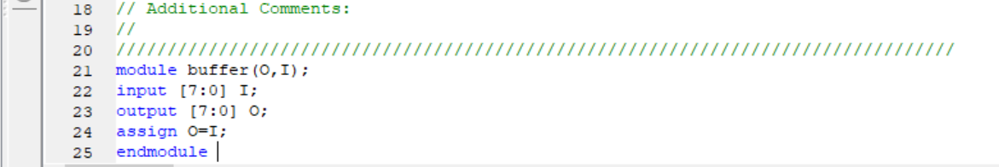 18 // Additional Comments:
19 //
20 //////////////////////////////////////////////////////////////////////////////////
21 module buffer(O,I);
22 input [7:0] I;
23 output [7:0] O;
24 assign O=I;
25 endmodule